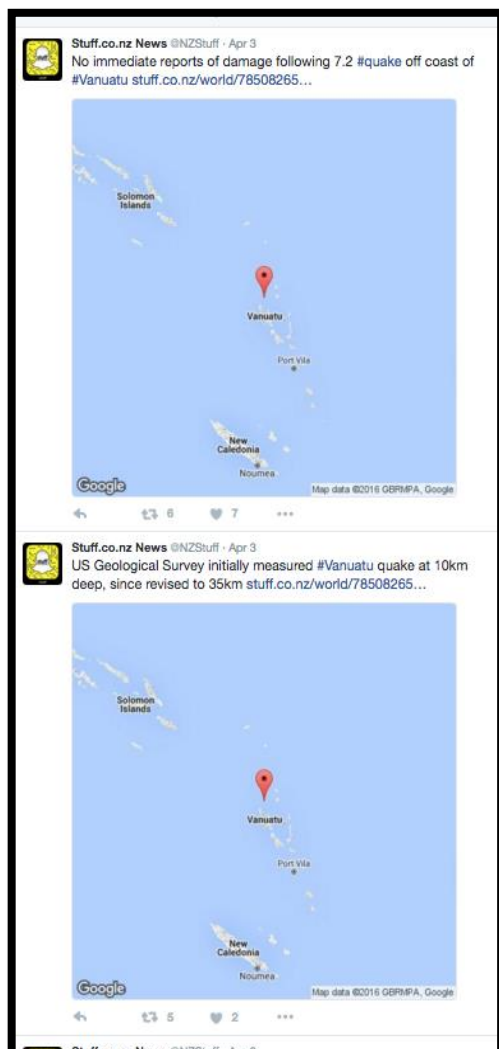 Stuff.co.nz News @NZStuff · Apr 3
No immediate reports of damage following 7.2 #quake off coast of
#Vanuatu stuff.co.nz/world/78508265…
Solomon
Islands
Vanuatu
Port Vila
New
Caledonia
Noumea
Google
Map data ©2016 GBRMPA, Google
6
7
Stuff.co.nz News @NZStuff · Apr 3
US Geological Survey initially measured #Vanuatu quake at 10km
deep, since revised to 35km stuff.co.nz/world/78508265…
Solomon
Islands
Vanuatu
Port Vila
New
Caledonia
Noumea
Google
Map data ©2016 GBRMPA, Google
5
2